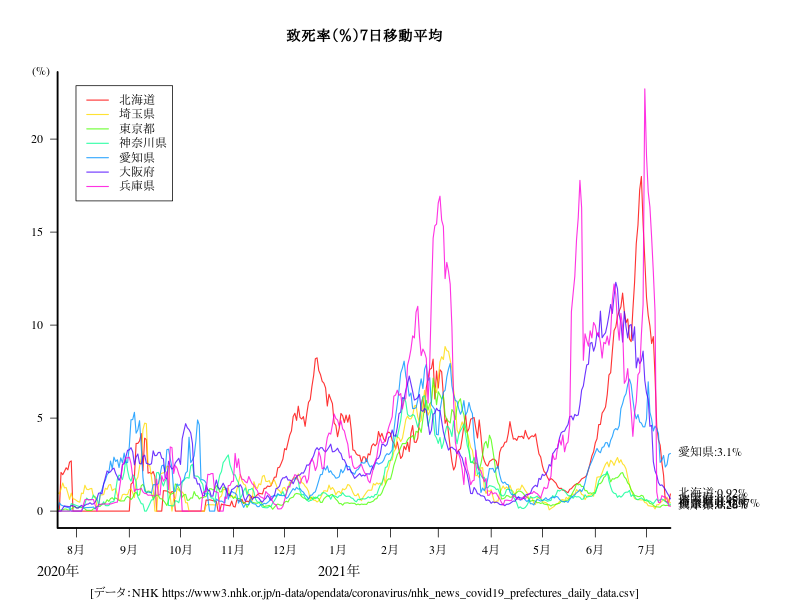 致死率(%)7日移動平均
(%)
北海道
埼玉県
東京都
神奈川県
愛知県
大阪府
兵庫県
20
15
10
5
0
愛知県:3.1%
北海道:0.92%
兵庫県:0.26%
8月 9月 10月 11月 12月 1月 2月 3月 4月 5月 6月 7月
2020年 2021年
[データ:NHK https://www3.nhk.or.jp/n-data/opendata/coronavirus/nhk_news_covid19_prefectures_daily_data.csv]